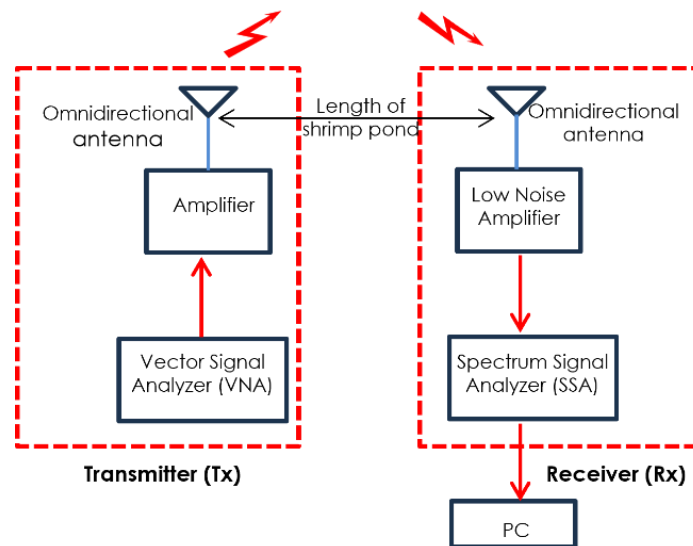 Omnidirectional
antenna
Length of
shrimp pond
Omnidirectional
antenna
Amplifier
Low Noise
Amplifier
Vector Signal
Analyzer (VNA)
Spectrum Signal
Analyzer (SSA)
Transmitter (Tx)
Receiver (Rx)
PC